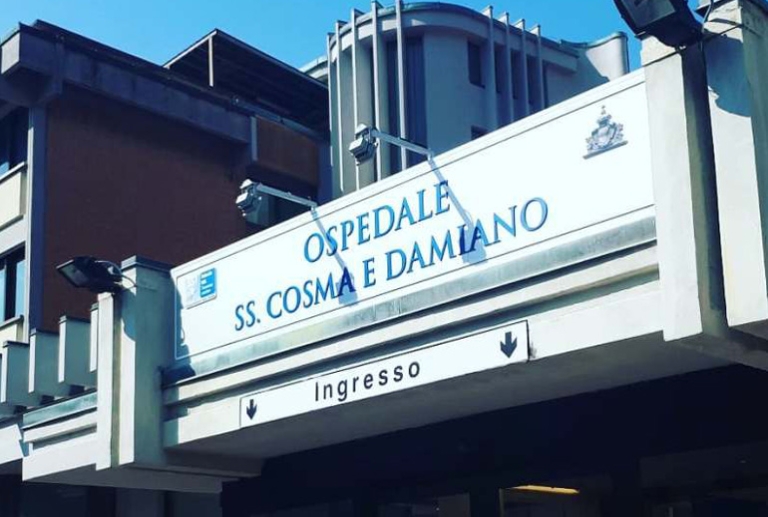 OSPEDALE
SS. COSMA E DAMIANO
Ingresso